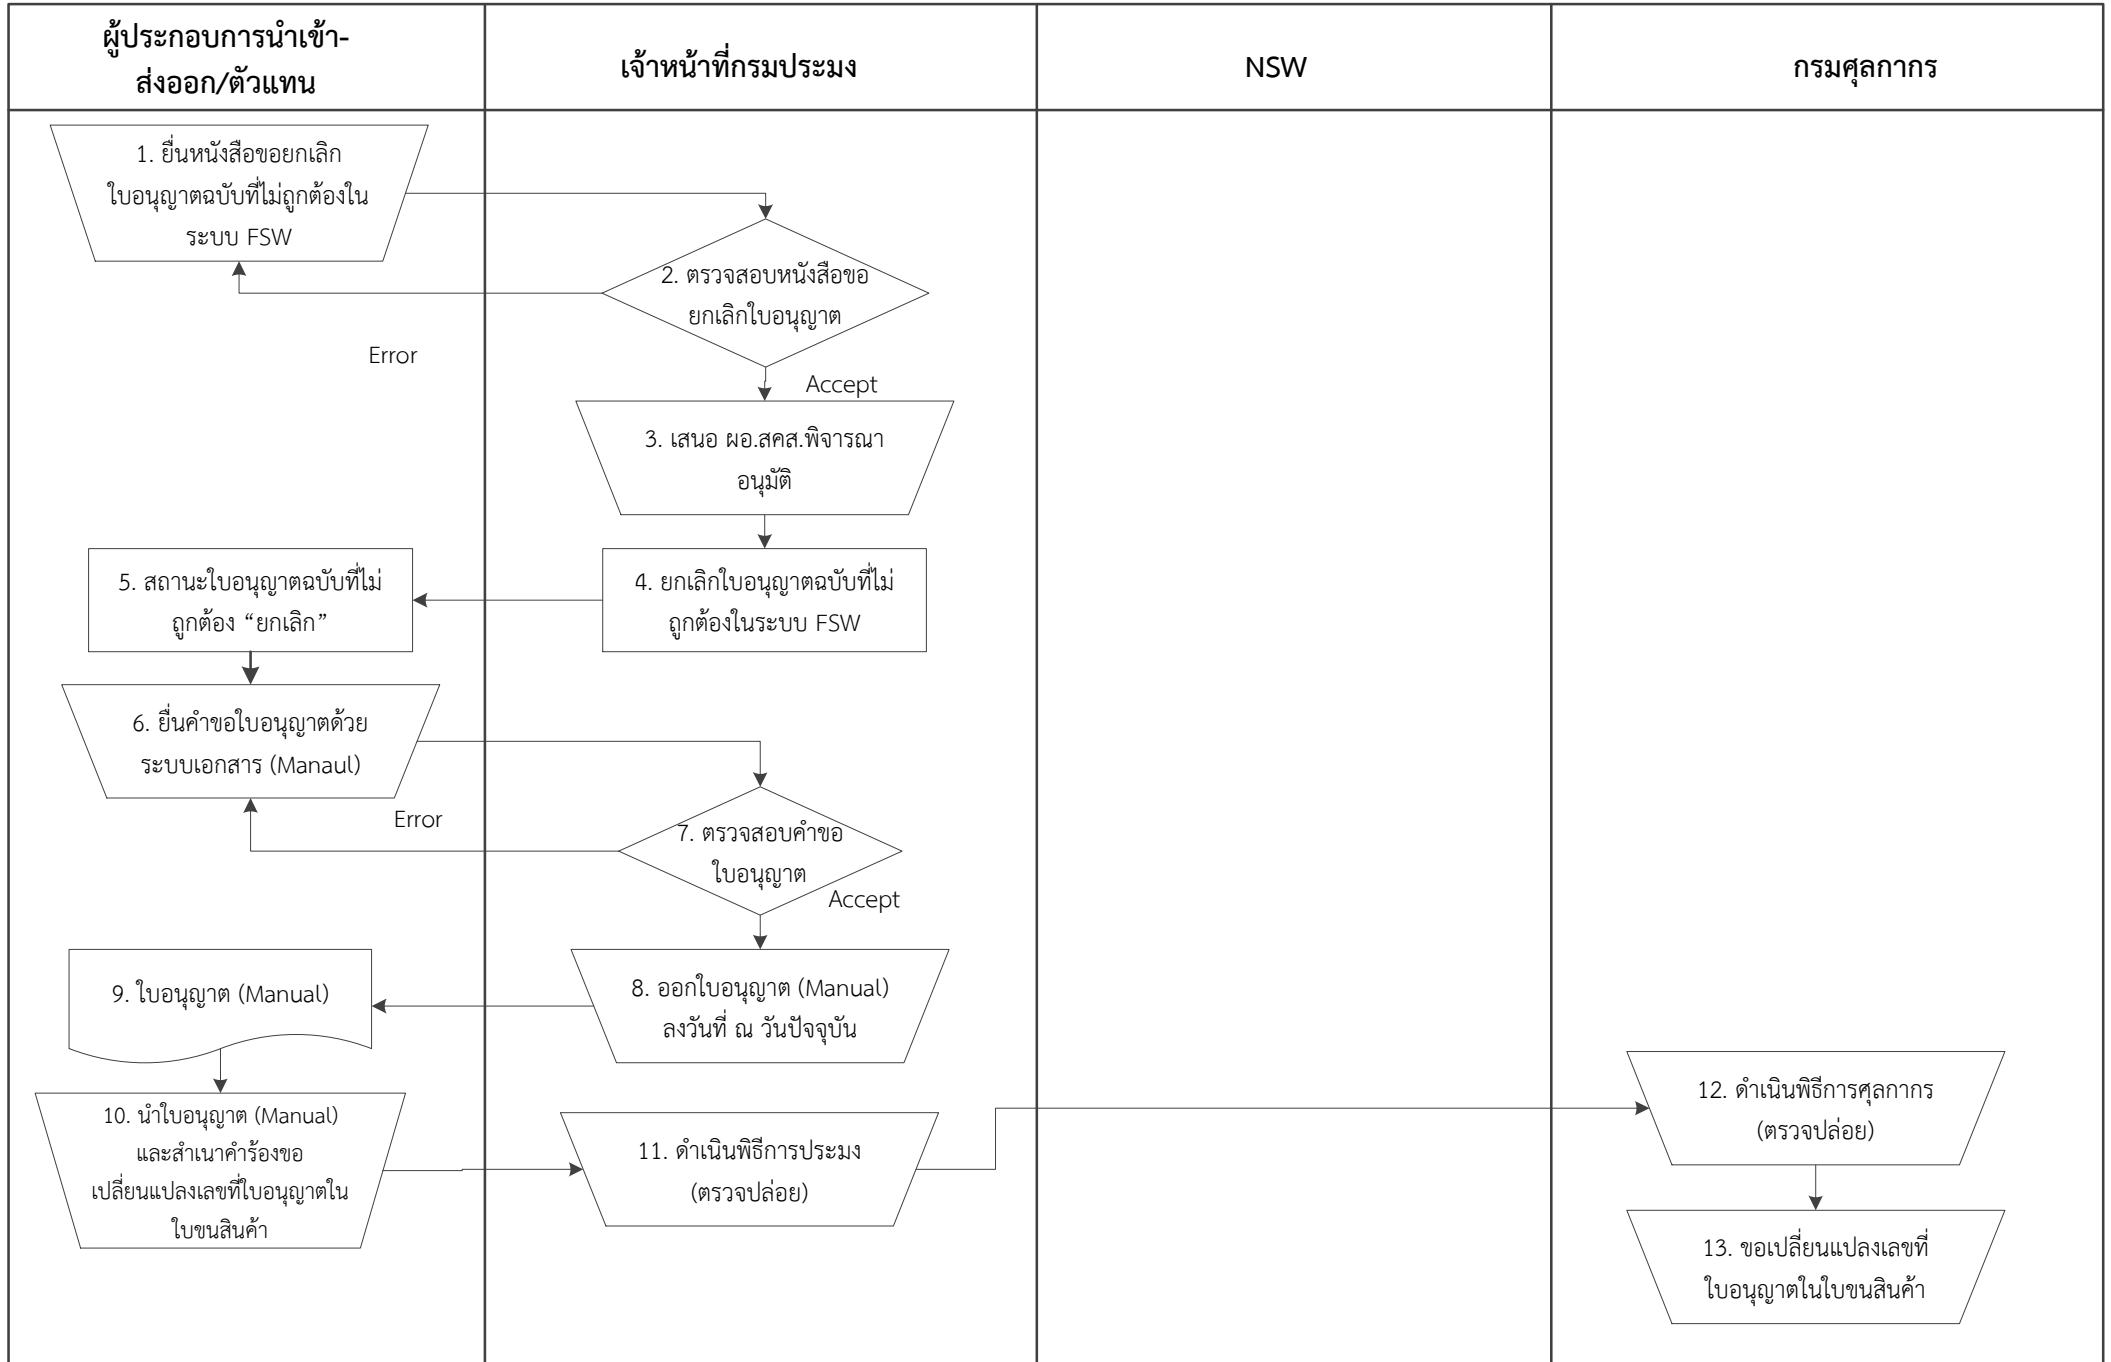 ผู้ประกอบการนำเข้า-
ส่งออก/ตัวแทน
เจ้าหน้าที่กรมประมง
NSW
กรมศุลกากร
1. ยื่นหนังสือขอยกเลิก
ใบอนุญาตฉบับที่ไม่ถูกต้องใน
ระบบ FSW
2. ตรวจสอบหนังสือขอ
ยกเลิกใบอนุญาต
Error
Accept
3. เสนอ ผอ.สคส.พิจารณา
อนุมัติ
5. สถานะใบอนุญาตฉบับที่ไม่
ถูกต้อง “ยกเลิก”
4. ยกเลิกใบอนุญาตฉบับที่ไม่
ถูกต้องในระบบ FSW
6. ยื่นคำขอใบอนุญาตด้วย
ระบบเอกสาร (Manaul)
Error
7. ตรวจสอบคำขอ
ใบอนุญาต
Accept
9. ใบอนุญาต (Manual)
8. ออกใบอนุญาต (Manual)
ลงวันที่ ณ วันปัจจุบัน
10. นำใบอนุญาต (Manual)
และสำเนาคำร้องขอ
เปลี่ยนแปลงเลขที่ใบอนุญาตใน
ใบขนสินค้า
11. ดำเนินพิธีการประมง
(ตรวจปล่อย)
12. ดำเนินพิธีการศุลกากร
(ตรวจปล่อย)
13. ขอเปลี่ยนแปลงเลขที่
ใบอนุญาตในใบขนสินค้า